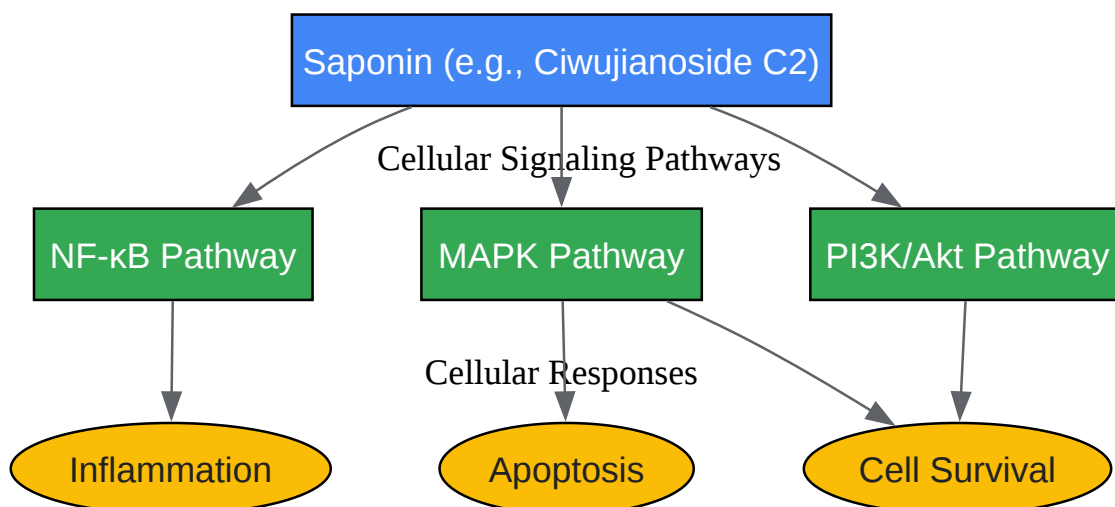 Saponin (e.g., Ciwujianoside C2)
Cellular Signaling Pathways
NF-κB Pathway
MAPK Pathway
PI3K/Akt Pathway
Cellular Responses
Inflammation
Apoptosis
Cell Survival